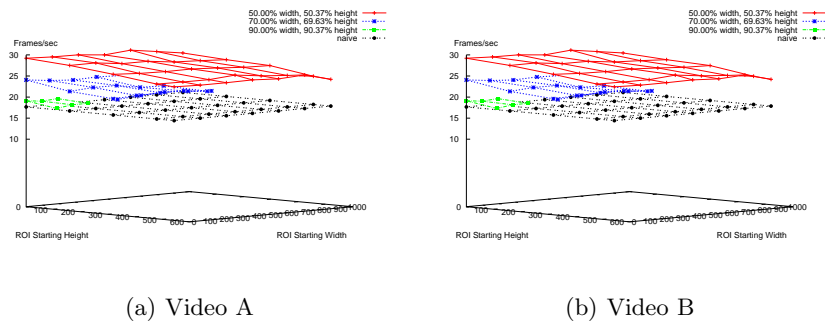 50.00% width, 50.37% height
70.00% width, 69.63% height
90.00% width, 90.37% height
naive
Frames/sec
30
25
20
15
10
0
100 200 300 400 500 600 0 100 200 300 400 500 600 700 800 900 1000
ROI Starting Height
ROI Starting Width
(a) Video A
50.00% width, 50.37% height
70.00% width, 69.63% height
90.00% width, 90.37% height
naive
Frames/sec
30
25
20
15
10
0
100 200 300 400 500 600 0 100 200 300 400 500 600 700 800 900 1000
ROI Starting Height
ROI Starting Width
(b) Video B